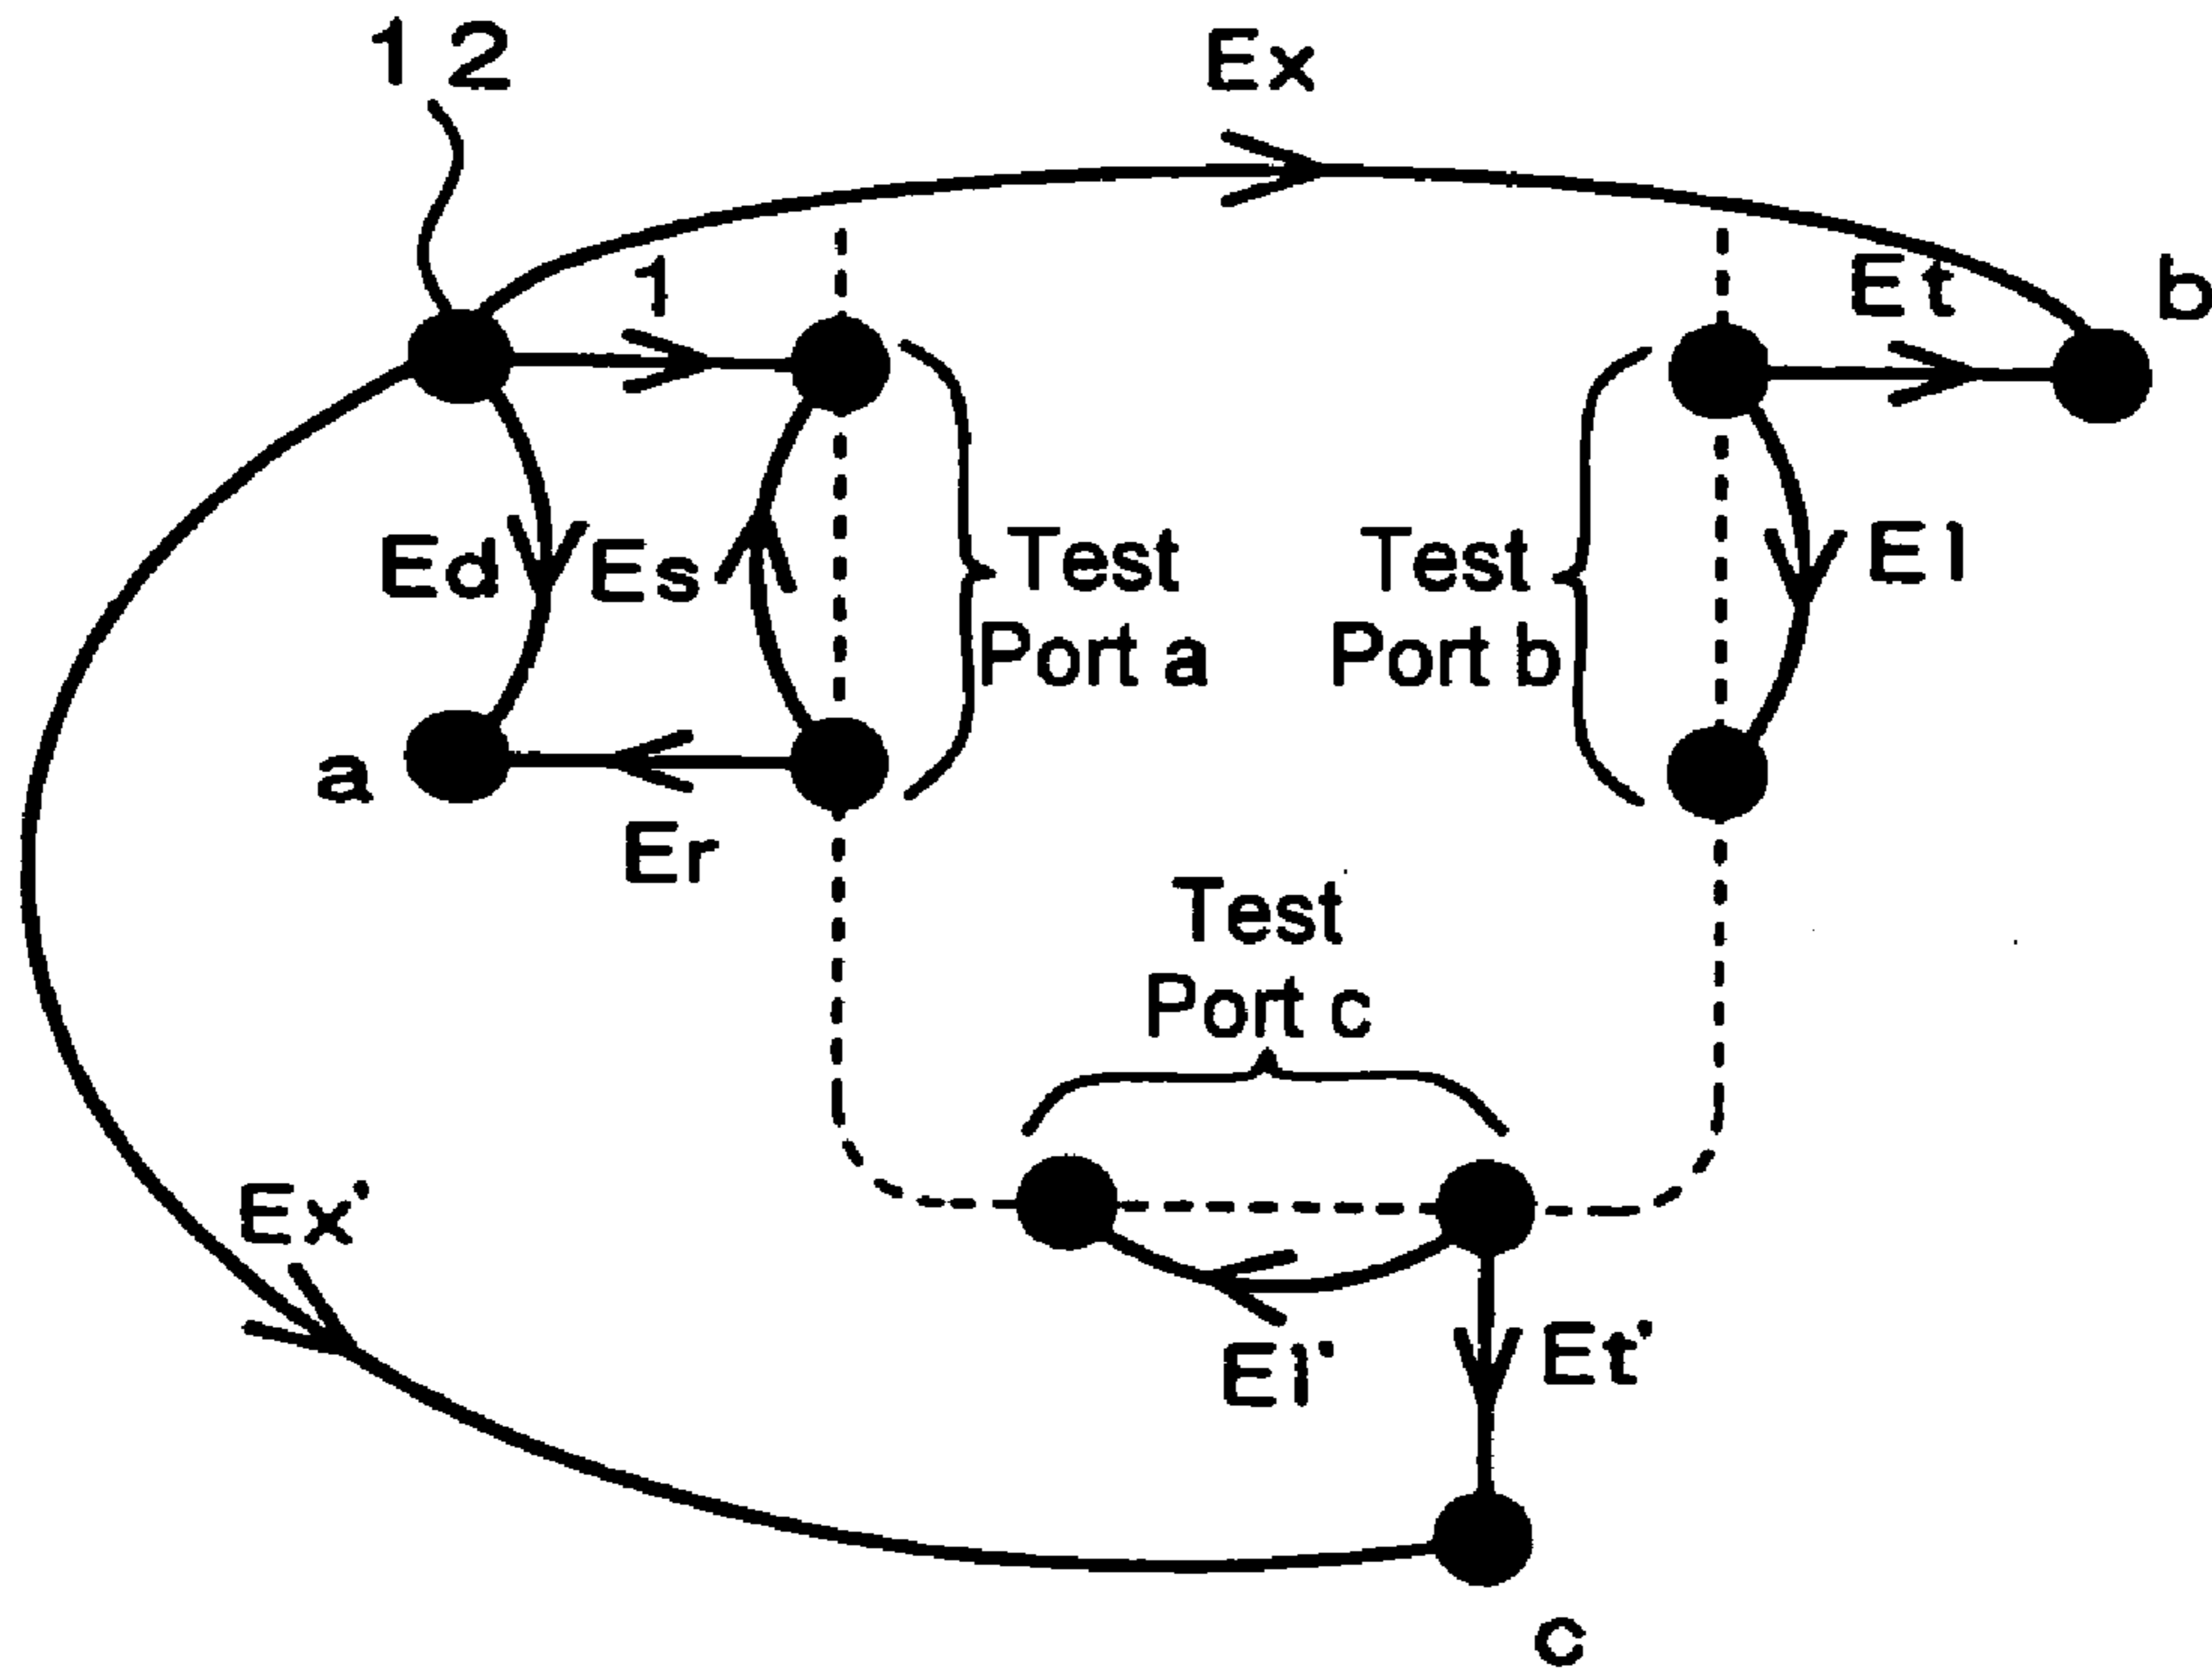 12
Ex
1
Et
b
Ed
Es
Test
Port a
Test
Port b
El
a
Er
Test
Port c
Ex'
El'
Et'
c